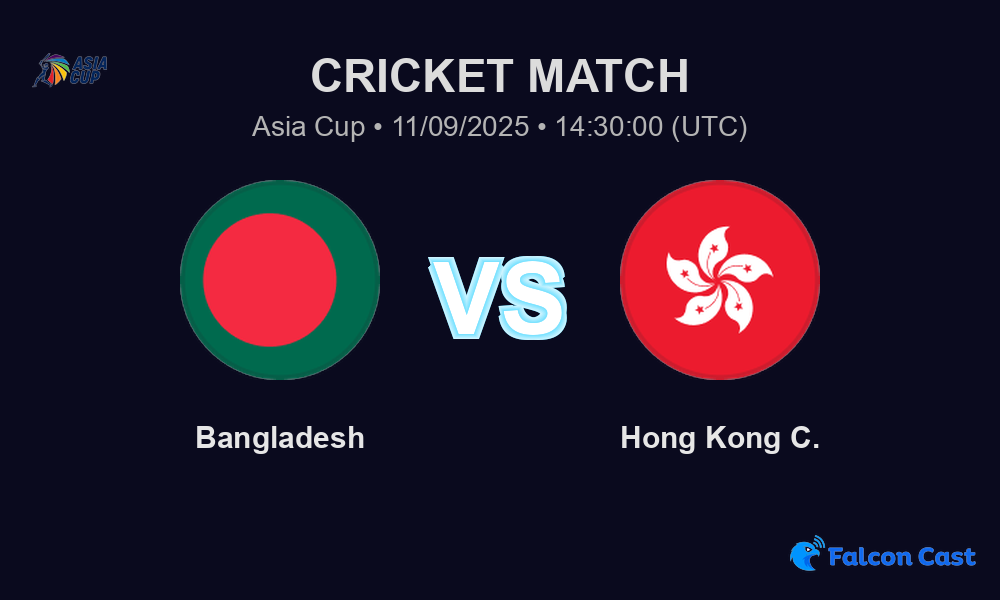 ASIA
CUP
CRICKET MATCH
Asia Cup • 11/09/2025 • 14:30:00 (UTC)
VS
Bangladesh
Hong Kong C.
Falcon Cast